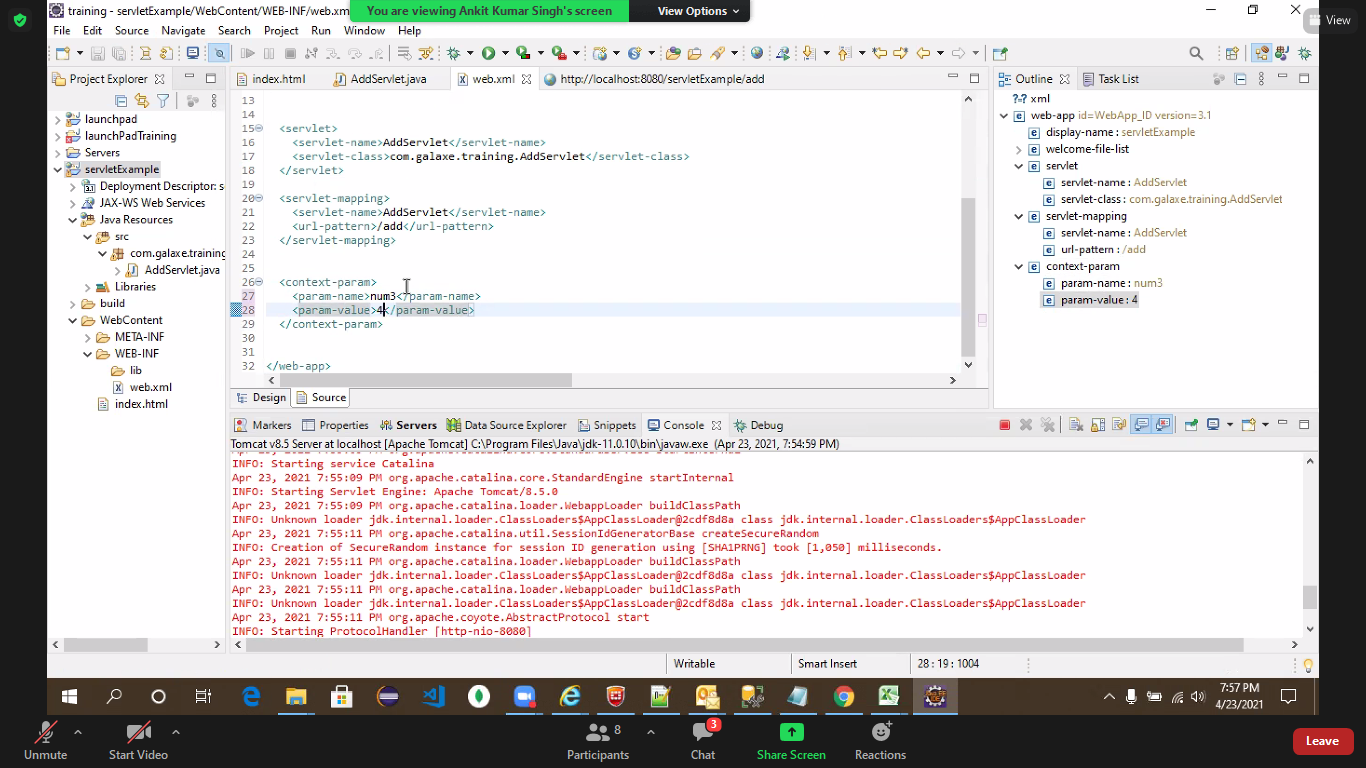 training - servletExample/WebContent/WEB-INF/web.xm
You are viewing Ankit Kumar Singh's screen
View Options
View
File Edit Source Navigate Search Project Run Window Help
Project Explorer
index.html
AddServlet.java
web.xml
http://localhost:8080/servletExample/add
Outline
Task List
launchpad
launchPadTraining
Servers
servletExample
Deployment Descriptor: s
JAX-WS Web Services
Java Resources
src
com.galaxe.training
AddServlet.java
Libraries
build
WebContent
META-INF
WEB-INF
lib
web.xml
index.html
13
14
15 <servlet>
16 <servlet-name>AddServlet</servlet-name>
17 <servlet-class>com.galaxe.training.AddServlet</servlet-class>
18 </servlet>
19
20 <servlet-mapping>
21 <servlet-name>AddServlet</servlet-name>
22 <url-pattern>/add</url-pattern>
23 </servlet-mapping>
24
25
26 <context-param>
27 <param-name>num3</param-name>
28 <param-value>4</param-value>
29 </context-param>
30
31
32 </web-app>
Design
Source
?-? xml
web-app id=WebApp_ID version=3.1
display-name : servletExample
welcome-file-list
servlet
servlet-name : AddServlet
servlet-class : com.galaxe.training.AddServlet
servlet-mapping
servlet-name : AddServlet
url-pattern : /add
context-param
param-name : num3
param-value : 4
Markers Properties Servers Data Source Explorer Snippets Console Debug
Tomcat v8.5 Server at localhost [Apache Tomcat] C:\Program Files\Java\jdk-11.0.10\bin\javaw.exe (Apr 23, 2021, 7:54:59 PM)
Apr 23, 2021 7:55:09 PM org.apache.catalina.core.StandardService startInternal
INFO: Starting service Catalina
Apr 23, 2021 7:55:09 PM org.apache.catalina.core.StandardEngine startInternal
INFO: Starting Servlet Engine: Apache Tomcat/8.5.0
Apr 23, 2021 7:55:09 PM org.apache.catalina.loader.WebappLoader buildClassPath
INFO: Unknown loader jdk.internal.loader.ClassLoaders$AppClassLoader@2cdf8d8a class jdk.internal.loader.ClassLoaders$AppClassLoader
Apr 23, 2021 7:55:11 PM org.apache.catalina.util.SessionIdGeneratorBase createSecureRandom
INFO: Creation of SecureRandom instance for session ID generation using [SHA1PRNG] took [1,050] milliseconds.
Apr 23, 2021 7:55:11 PM org.apache.catalina.loader.WebappLoader buildClassPath
INFO: Unknown loader jdk.internal.loader.ClassLoaders$AppClassLoader@2cdf8d8a class jdk.internal.loader.ClassLoaders$AppClassLoader
Apr 23, 2021 7:55:11 PM org.apache.catalina.loader.WebappLoader buildClassPath
INFO: Unknown loader jdk.internal.loader.ClassLoaders$AppClassLoader@2cdf8d8a class jdk.internal.loader.ClassLoaders$AppClassLoader
Apr 23, 2021 7:55:11 PM org.apache.coyote.AbstractProtocol start
INFO: Starting ProtocolHandler [http-nio-8080]
Writable
Smart Insert
28 : 19 : 1004
7:57 PM
4/23/2021
Unmute
Start Video
Participants
8
Chat
3
Share Screen
Reactions
Leave